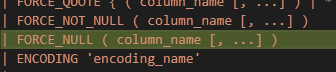 | FORCE_QUOTE { ( column_name [, ...] ) | *
| FORCE_NOT_NULL ( column_name [, ...] )
| FORCE_NULL ( column_name [, ...] )
| ENCODING 'encoding_name'